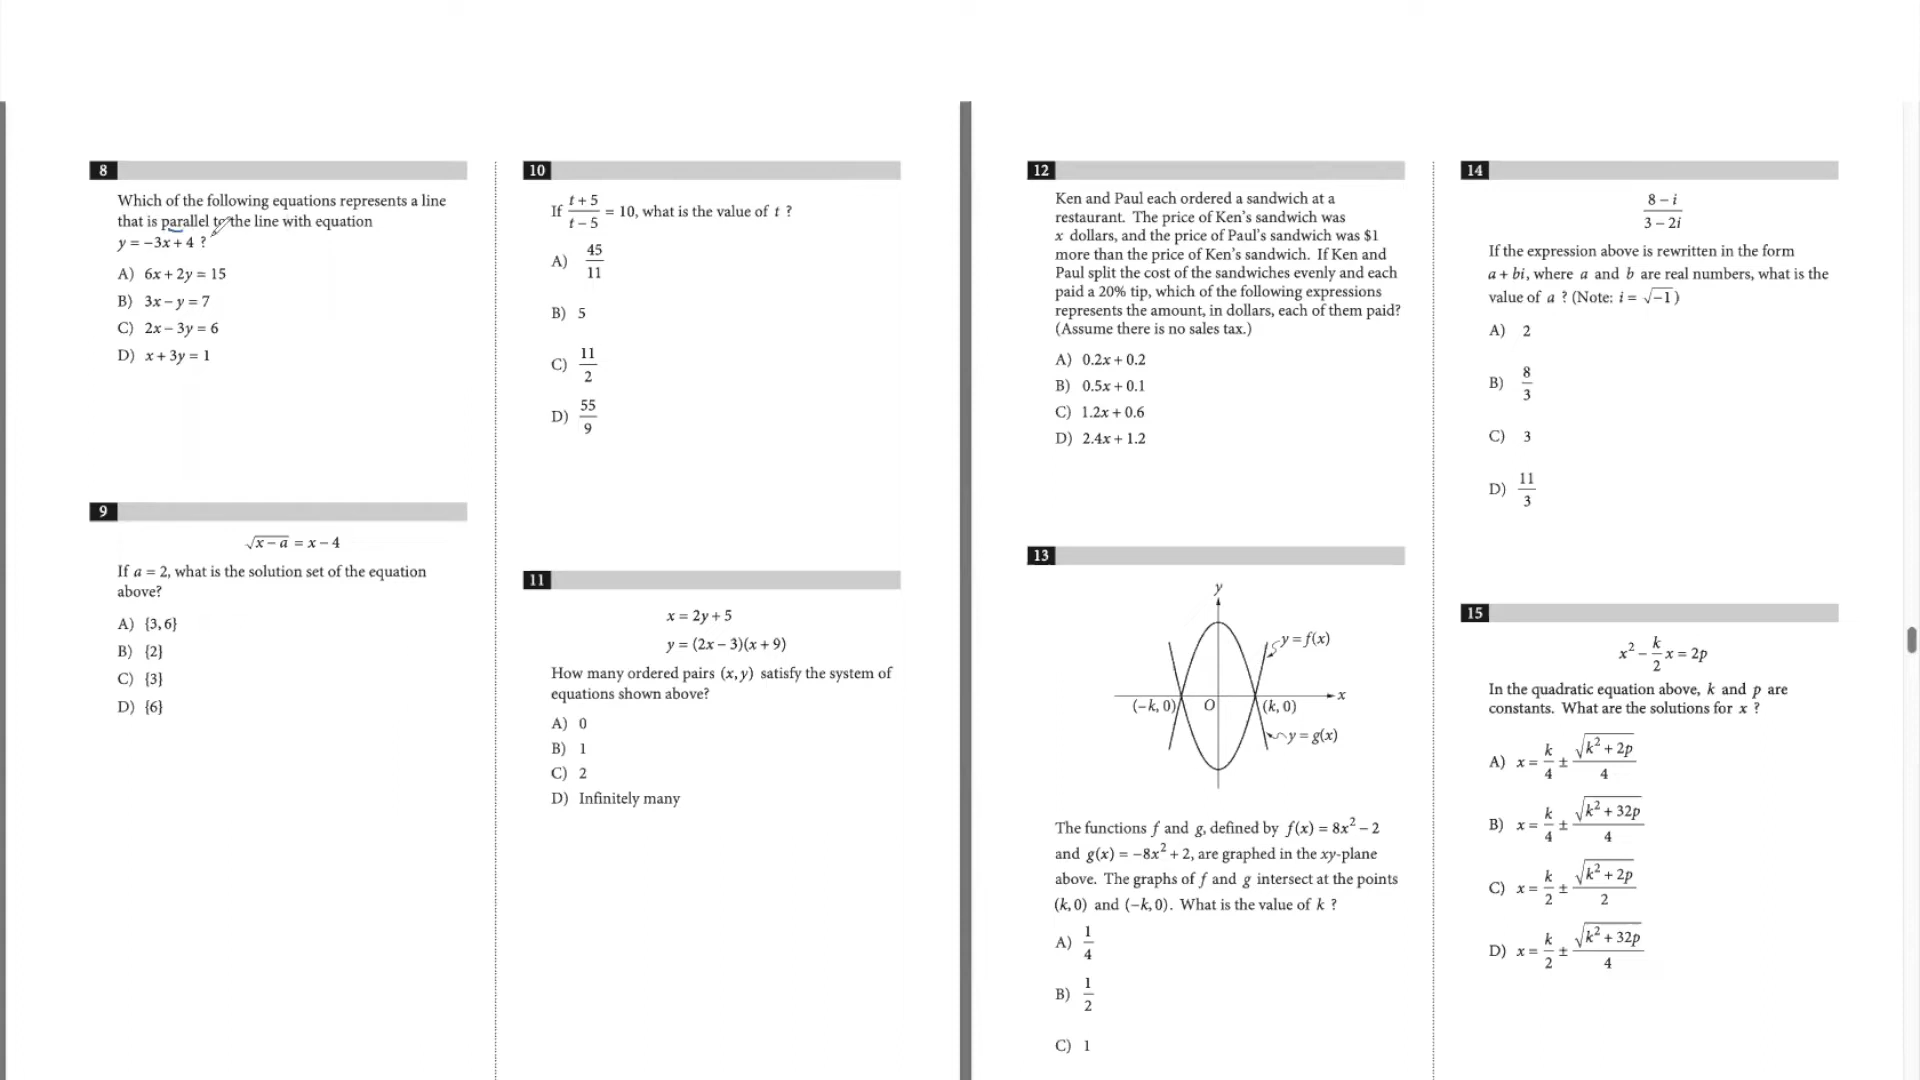 8
Which of the following equations represents a line
that is parallel to the line with equation
y = −3x + 4 ?
A) 6x + 2y = 15
B) 3x − y = 7
C) 2x − 3y = 6
D) x + 3y = 1
9
√(x − a) = x − 4
If a = 2, what is the solution set of the equation
above?
A) {3, 6}
B) {2}
C) {3}
D) {6}
10
If (t + 5)/(t − 5) = 10, what is the value of t ?
A) 45/11
B) 5
C) 11/2
D) 55/9
11
x = 2y + 5
y = (2x − 3)(x + 9)
How many ordered pairs (x, y) satisfy the system of
equations shown above?
A) 0
B) 1
C) 2
D) Infinitely many
12
Ken and Paul each ordered a sandwich at a
restaurant. The price of Ken's sandwich was
x dollars, and the price of Paul's sandwich was $1
more than the price of Ken's sandwich. If Ken and
Paul split the cost of the sandwiches evenly and each
paid a 20% tip, which of the following expressions
represents the amount, in dollars, each of them paid?
(Assume there is no sales tax.)
A) 0.2x + 0.2
B) 0.5x + 0.1
C) 1.2x + 0.6
D) 2.4x + 1.2
13
y
y = f(x)
x
(−k, 0) O (k, 0)
y = g(x)
The functions f and g, defined by f(x) = 8x² − 2
and g(x) = −8x² + 2, are graphed in the xy-plane
above. The graphs of f and g intersect at the points
(k, 0) and (−k, 0). What is the value of k ?
A) 1/4
B) 1/2
C) 1
14
(8 − i)/(3 − 2i)
If the expression above is rewritten in the form
a + bi, where a and b are real numbers, what is the
value of a ? (Note: i = √−1)
A) 2
B) 8/3
C) 3
D) 11/3
15
x² − (k/2)x = 2p
In the quadratic equation above, k and p are
constants. What are the solutions for x ?
A) x = k/4 ± √(k² + 2p)/4
B) x = k/4 ± √(k² + 32p)/4
C) x = k/2 ± √(k² + 2p)/2
D) x = k/2 ± √(k² + 32p)/4